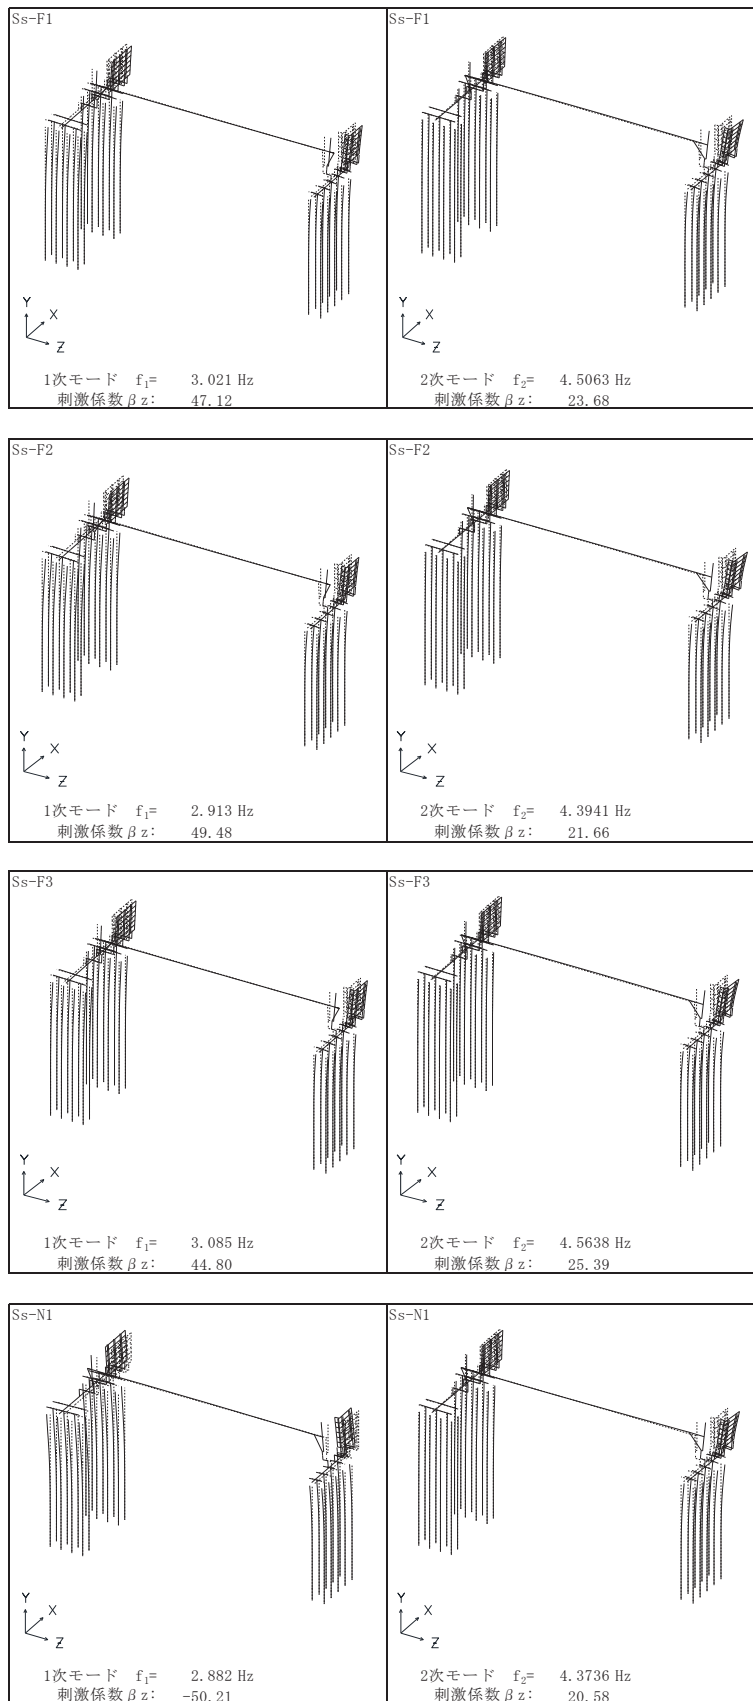 Ss-F1
Y
X
Z
1次モード f₁= 3.021 Hz
刺激係数βz: 47.12
Ss-F1
Y
X
Z
2次モード f₂= 4.5063 Hz
刺激係数βz: 23.68
Ss-F2
Y
X
Z
1次モード f₁= 2.913 Hz
刺激係数βz: 49.48
Ss-F2
Y
X
Z
2次モード f₂= 4.3941 Hz
刺激係数βz: 21.66
Ss-F3
Y
X
Z
1次モード f₁= 3.085 Hz
刺激係数βz: 44.80
Ss-F3
Y
X
Z
2次モード f₂= 4.5638 Hz
刺激係数βz: 25.39
Ss-N1
Y
X
Z
1次モード f₁= 2.882 Hz
刺激係数βz: -50.21
Ss-N1
Y
X
Z
2次モード f₂= 4.3736 Hz
刺激係数βz: 20.58